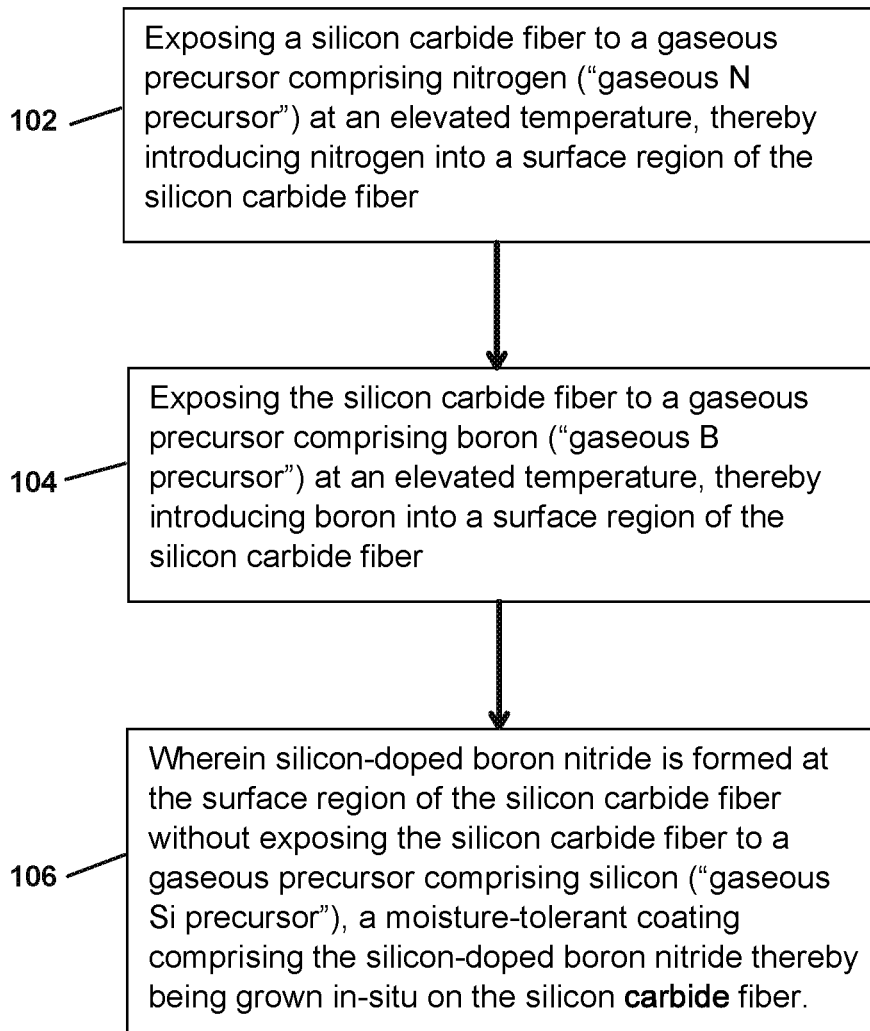 Exposing a silicon carbide fiber to a gaseous
precursor comprising nitrogen (“gaseous N
precursor”) at an elevated temperature, thereby
introducing nitrogen into a surface region of the
silicon carbide fiber
102
Exposing the silicon carbide fiber to a gaseous
precursor comprising boron (“gaseous B
precursor”) at an elevated temperature, thereby
introducing boron into a surface region of the
silicon carbide fiber
104
Wherein silicon-doped boron nitride is formed at
the surface region of the silicon carbide fiber
without exposing the silicon carbide fiber to a
gaseous precursor comprising silicon (“gaseous
Si precursor”), a moisture-tolerant coating
comprising the silicon-doped boron nitride thereby
being grown in-situ on the silicon carbide fiber.
106